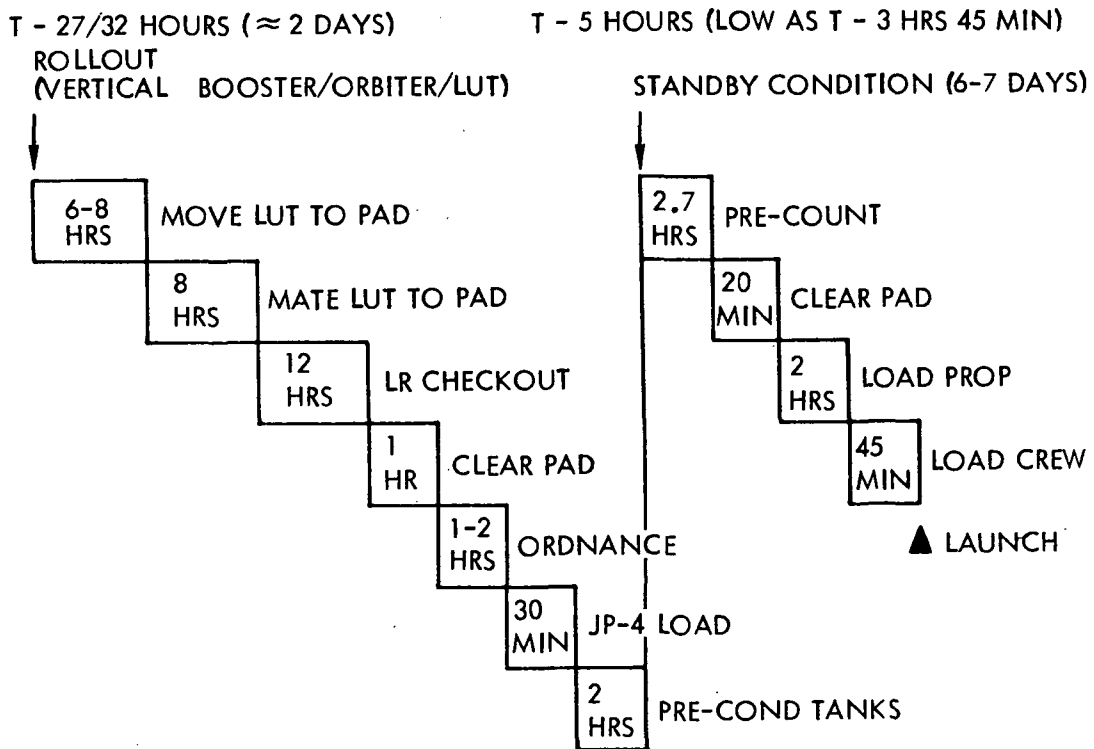 T - 27/32 HOURS (≈ 2 DAYS)
ROLLOUT
(VERTICAL BOOSTER/ORBITER/LUT)
6-8
HRS
MOVE LUT TO PAD
8
HRS
MATE LUT TO PAD
12
HRS
LR CHECKOUT
1
HR
CLEAR PAD
1-2
HRS
ORDNANCE
30
MIN
JP-4 LOAD
2
HRS
PRE-COND TANKS
T - 5 HOURS (LOW AS T - 3 HRS 45 MIN)
STANDBY CONDITION (6-7 DAYS)
2.7
HRS
PRE-COUNT
20
MIN
CLEAR PAD
2
HRS
LOAD PROP
45
MIN
LOAD CREW
▲ LAUNCH